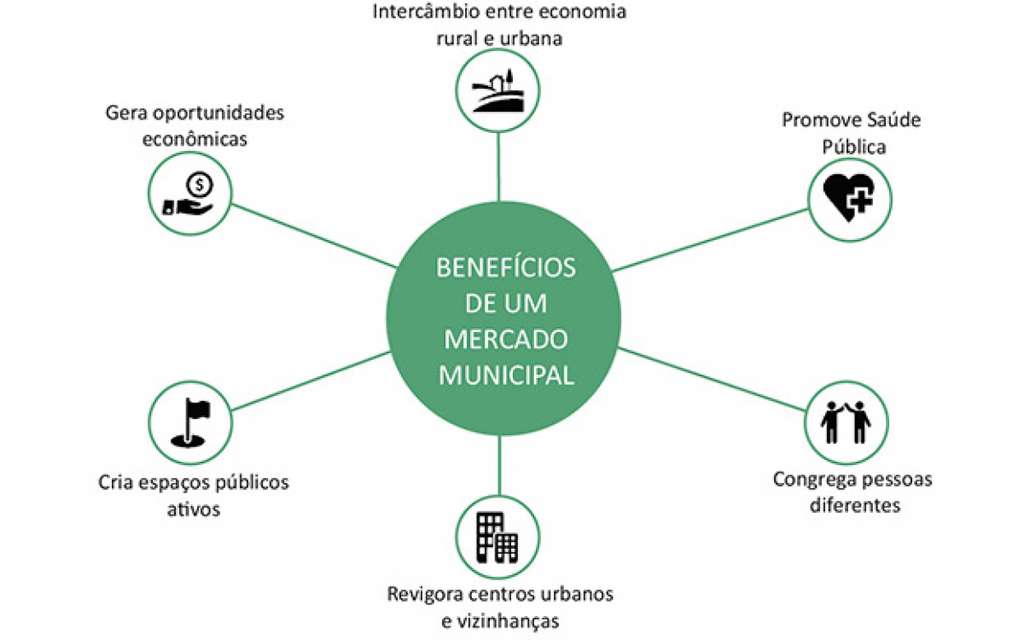 Intercâmbio entre economia
rural e urbana
Gera oportunidades
econômicas
$
Promove Saúde
Pública
BENEFÍCIOS
DE UM
MERCADO
MUNICIPAL
Cria espaços públicos
ativos
Congrega pessoas
diferentes
Revigora centros urbanos
e vizinhanças